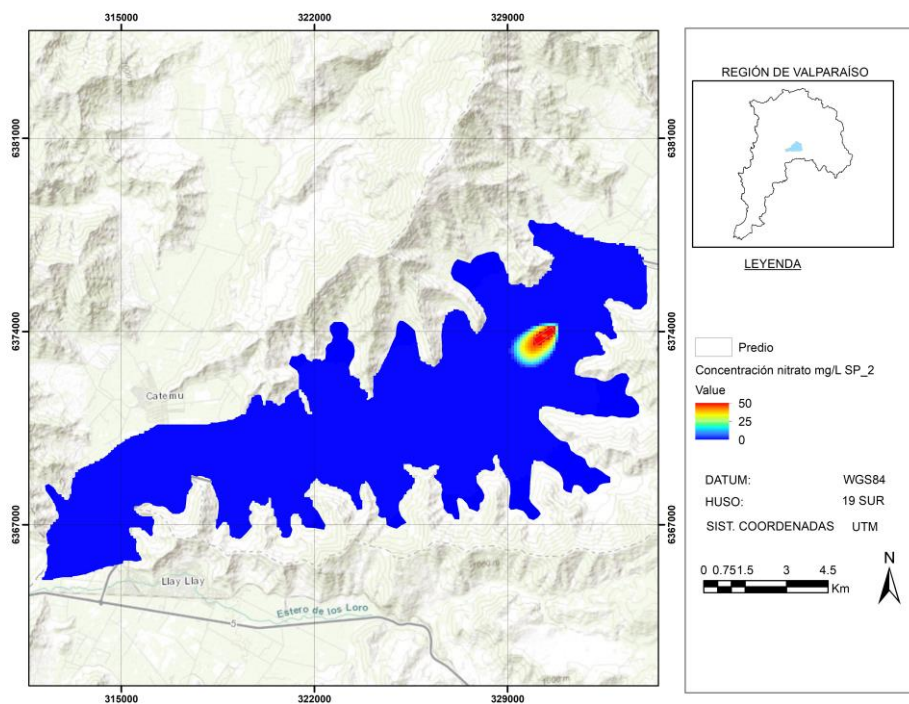 315000
322000
329000
6381000
6374000
6367000
Catemu
Llay Llay
Estero de los Loro
5
315000
322000
329000
6381000
6374000
6367000
REGIÓN DE VALPARAÍSO
LEYENDA
Predio
Concentración nitrato mg/L SP_2
Value
50
25
0
DATUM: WGS84
HUSO: 19 SUR
SIST. COORDENADAS UTM
N
0 0.75 1.5 3 4.5
Km